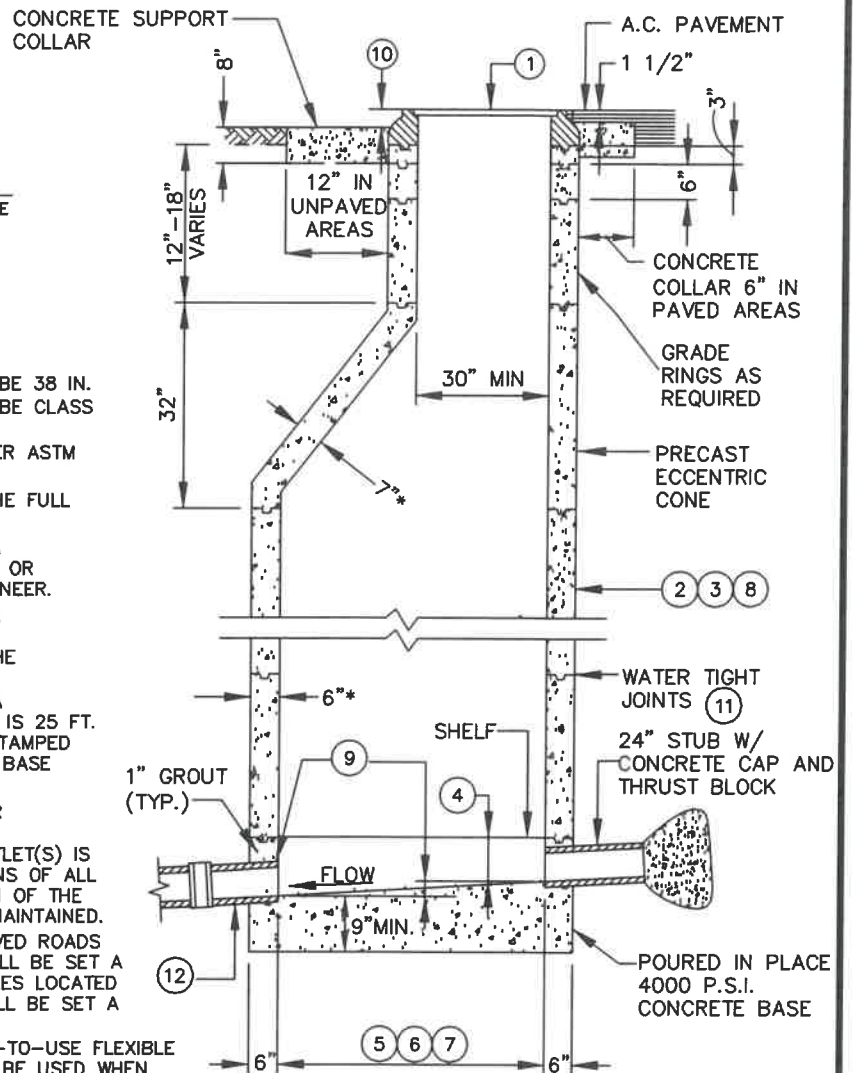 CONCRETE SUPPORT
COLLAR
8"
10
1
A.C. PAVEMENT
1 1/2"
3"
6"
12" IN
UNPAVED
AREAS
12"-18"
VARIES
CONCRETE
COLLAR 6" IN
PAVED AREAS
GRADE
RINGS AS
REQUIRED
BE 38 IN.
BE CLASS
ER ASTM
HE FULL
OR
NEER.
HE
IS 25 FT.
TAMPED
BASE
TLET(S) IS
NS OF ALL
OF THE
MAINTAINED.
VED ROADS
LL BE SET A
ES LOCATED
LL BE SET A
-TO-USE FLEXIBLE
BE USED WHEN
32"
30" MIN
7"*
PRECAST
ECCENTRIC
CONE
2 3 8
6"*
WATER TIGHT
JOINTS 11
SHELF
9
4
24" STUB W/
CONCRETE CAP AND
THRUST BLOCK
1" GROUT
(TYP.)
FLOW
9"MIN.
12
POURED IN PLACE
4000 P.S.I.
CONCRETE BASE
6"
5 6 7
6"